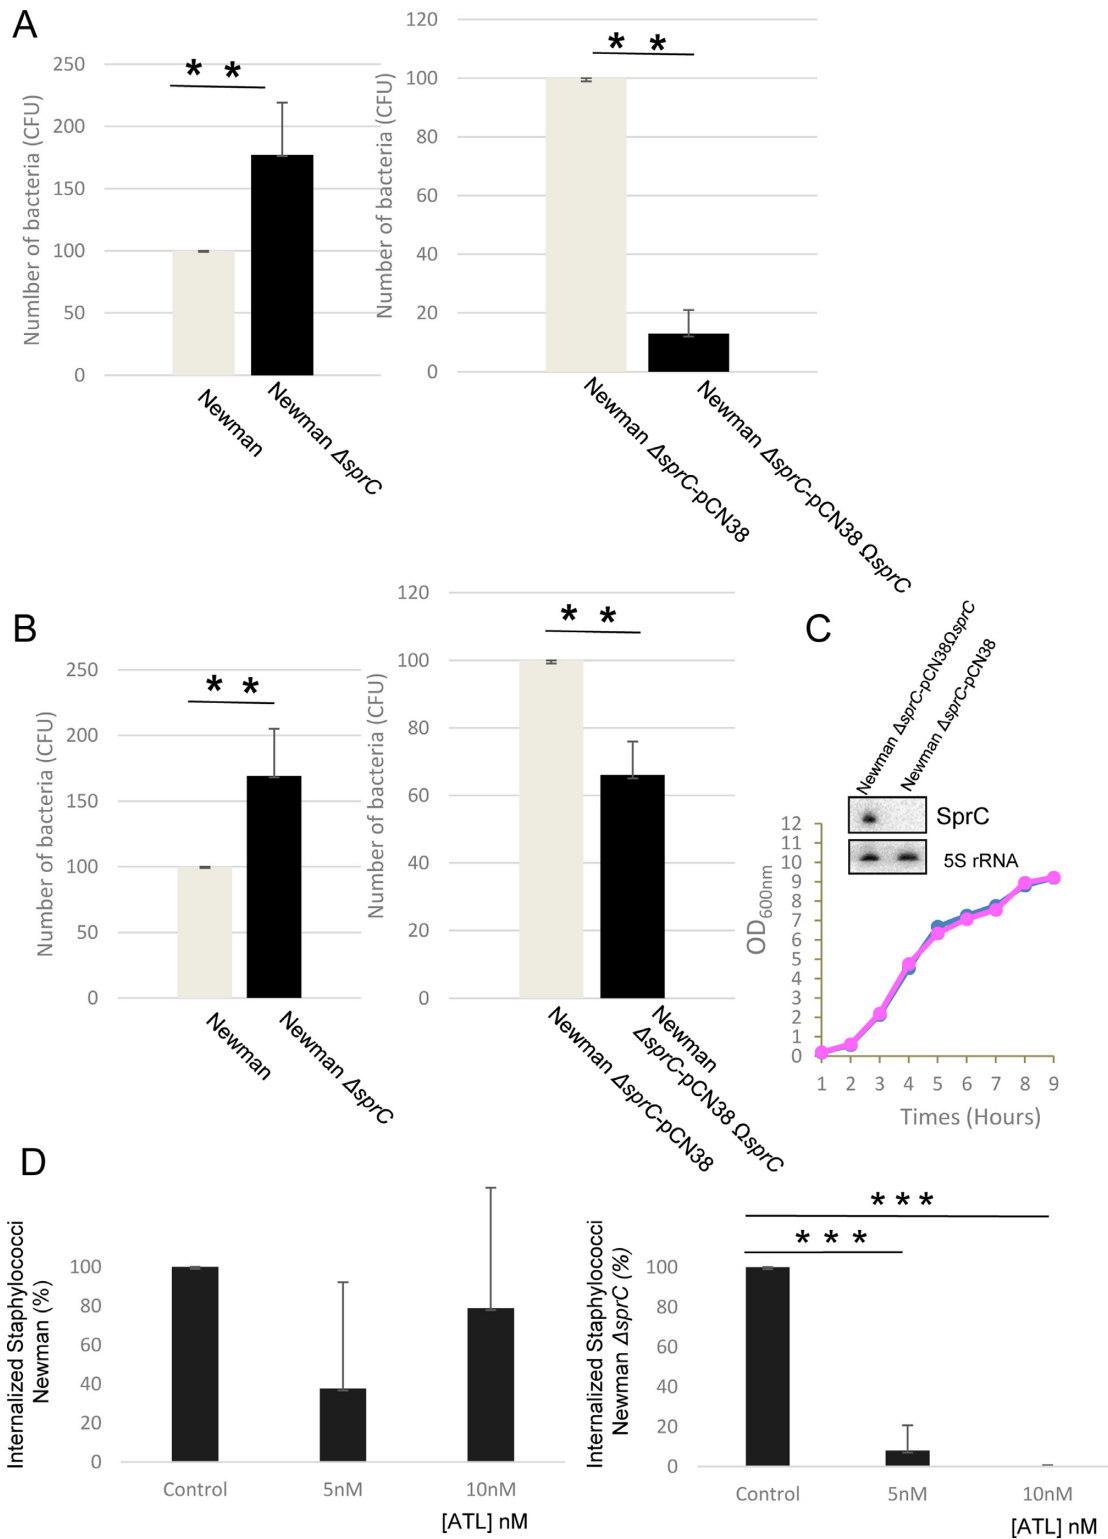 A
Numlber of bacteria (CFU)
250
200
150
100
50
0
* *
Newman
Newman ΔsprC
Number of bacteria (CFU)
120
100
80
60
40
20
0
* *
Newman ΔsprC-pCN38
Newman ΔsprC-pCN38 ΩsprC
B
Number of bacteria (CFU)
250
200
150
100
50
0
* *
Newman
Newman ΔsprC
Number of bacteria (CFU)
120
100
80
60
40
20
0
* *
Newman ΔsprC-pCN38
Newman
ΔsprC-pCN38 ΩsprC
C
Newman ΔsprC-pCN38ΩsprC
Newman ΔsprC-pCN38
SprC
5S rRNA
OD600nm
12
11
10
9
8
7
6
5
4
3
2
1
0
1 2 3 4 5 6 7 8 9
Times (Hours)
D
Internalized Staphylococci
Newman (%)
100
80
60
40
20
0
Control 5nM 10nM
[ATL] nM
Internalized Staphylococci
Newman ΔsprC (%)
100
80
60
40
20
0
* * *
* * *
Control 5nM 10nM
[ATL] nM